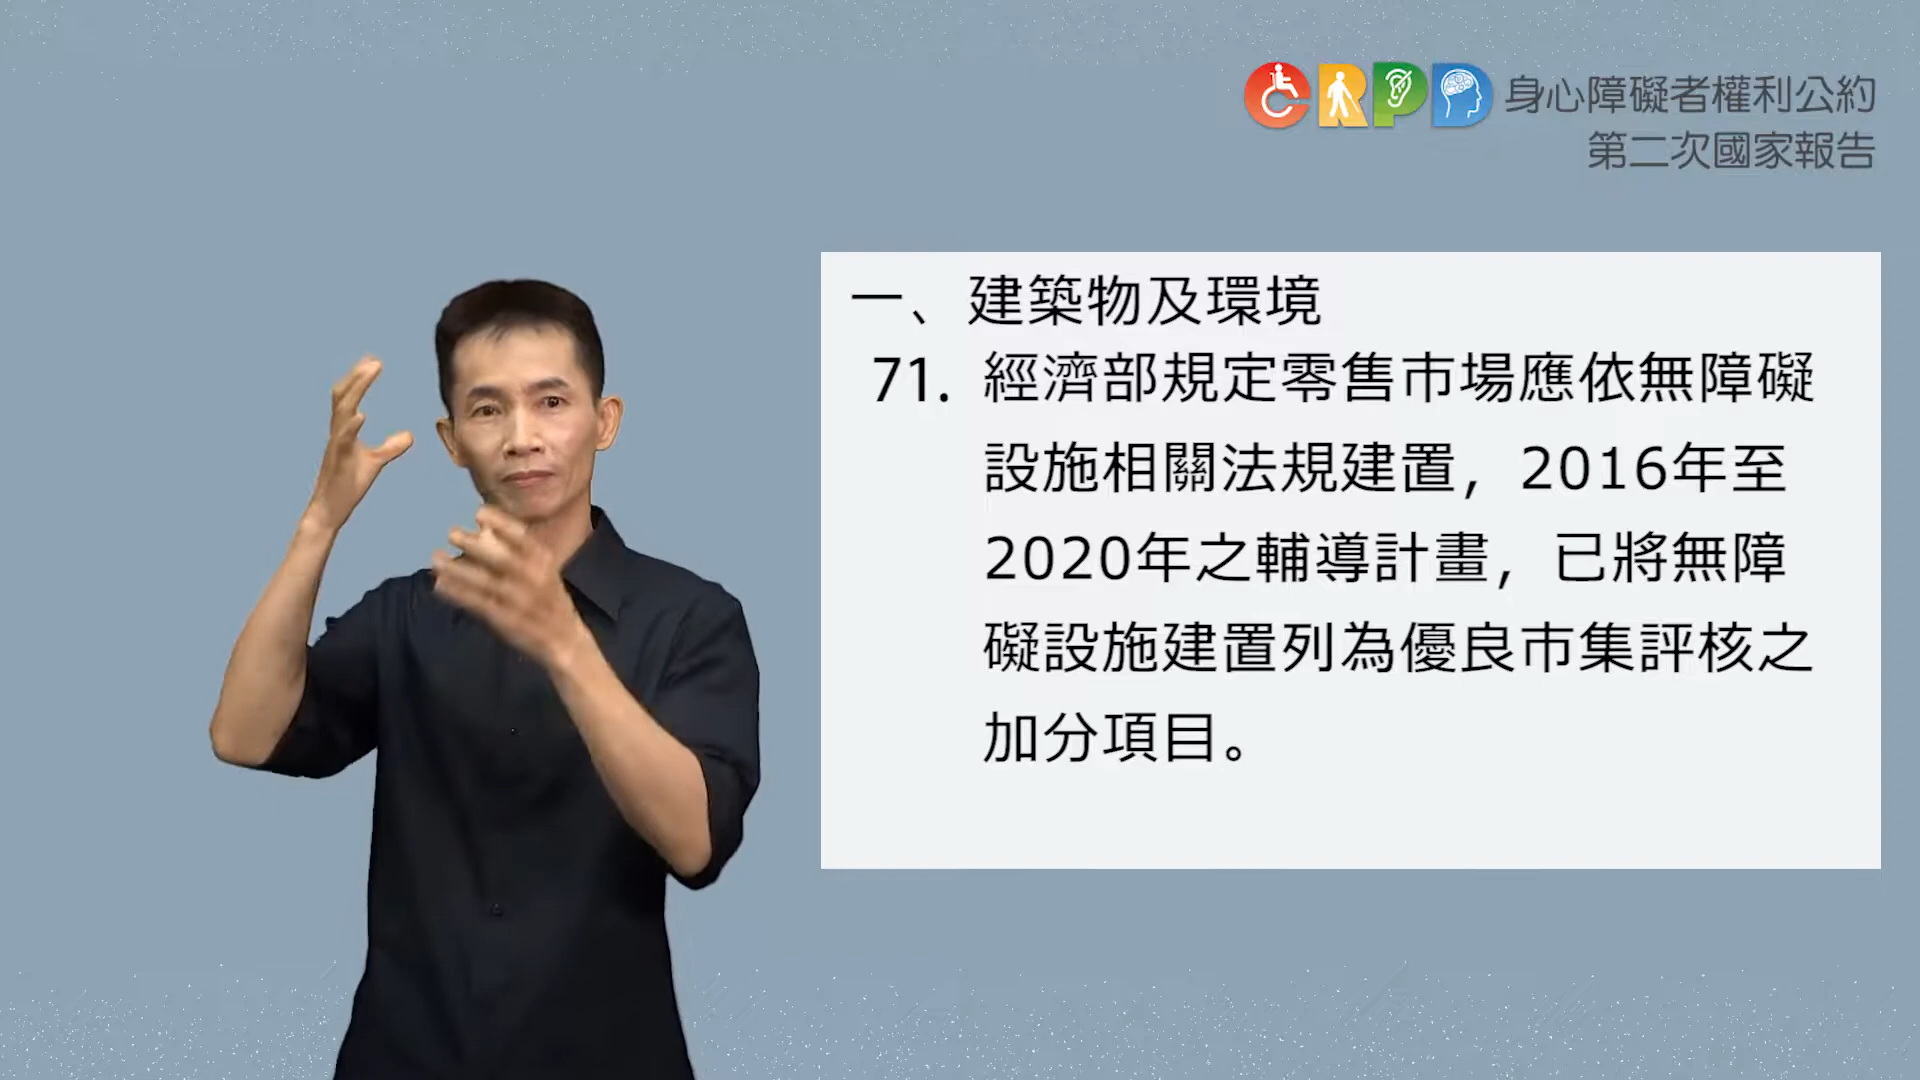 CRPD 身心障礙者權利公約
第二次國家報告
一、建築物及環境
71. 經濟部規定零售市場應依無障礙
設施相關法規建置，2016年至
2020年之輔導計畫，已將無障
礙設施建置列為優良市集評核之
加分項目。